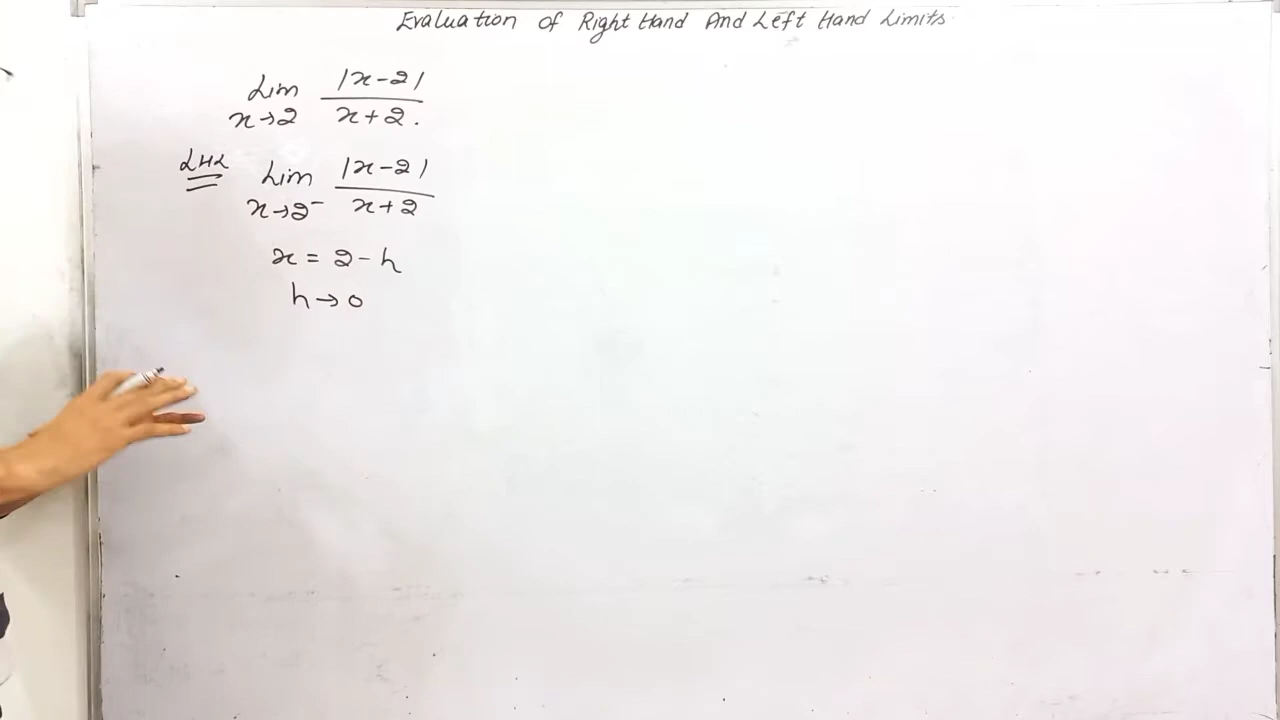 Evaluation of Right Hand And Left Hand Limits.
Lim x→2 |x-2| / x+2.
LHL Lim x→2⁻ |x-2| / x+2
x = 2 - h
h → 0